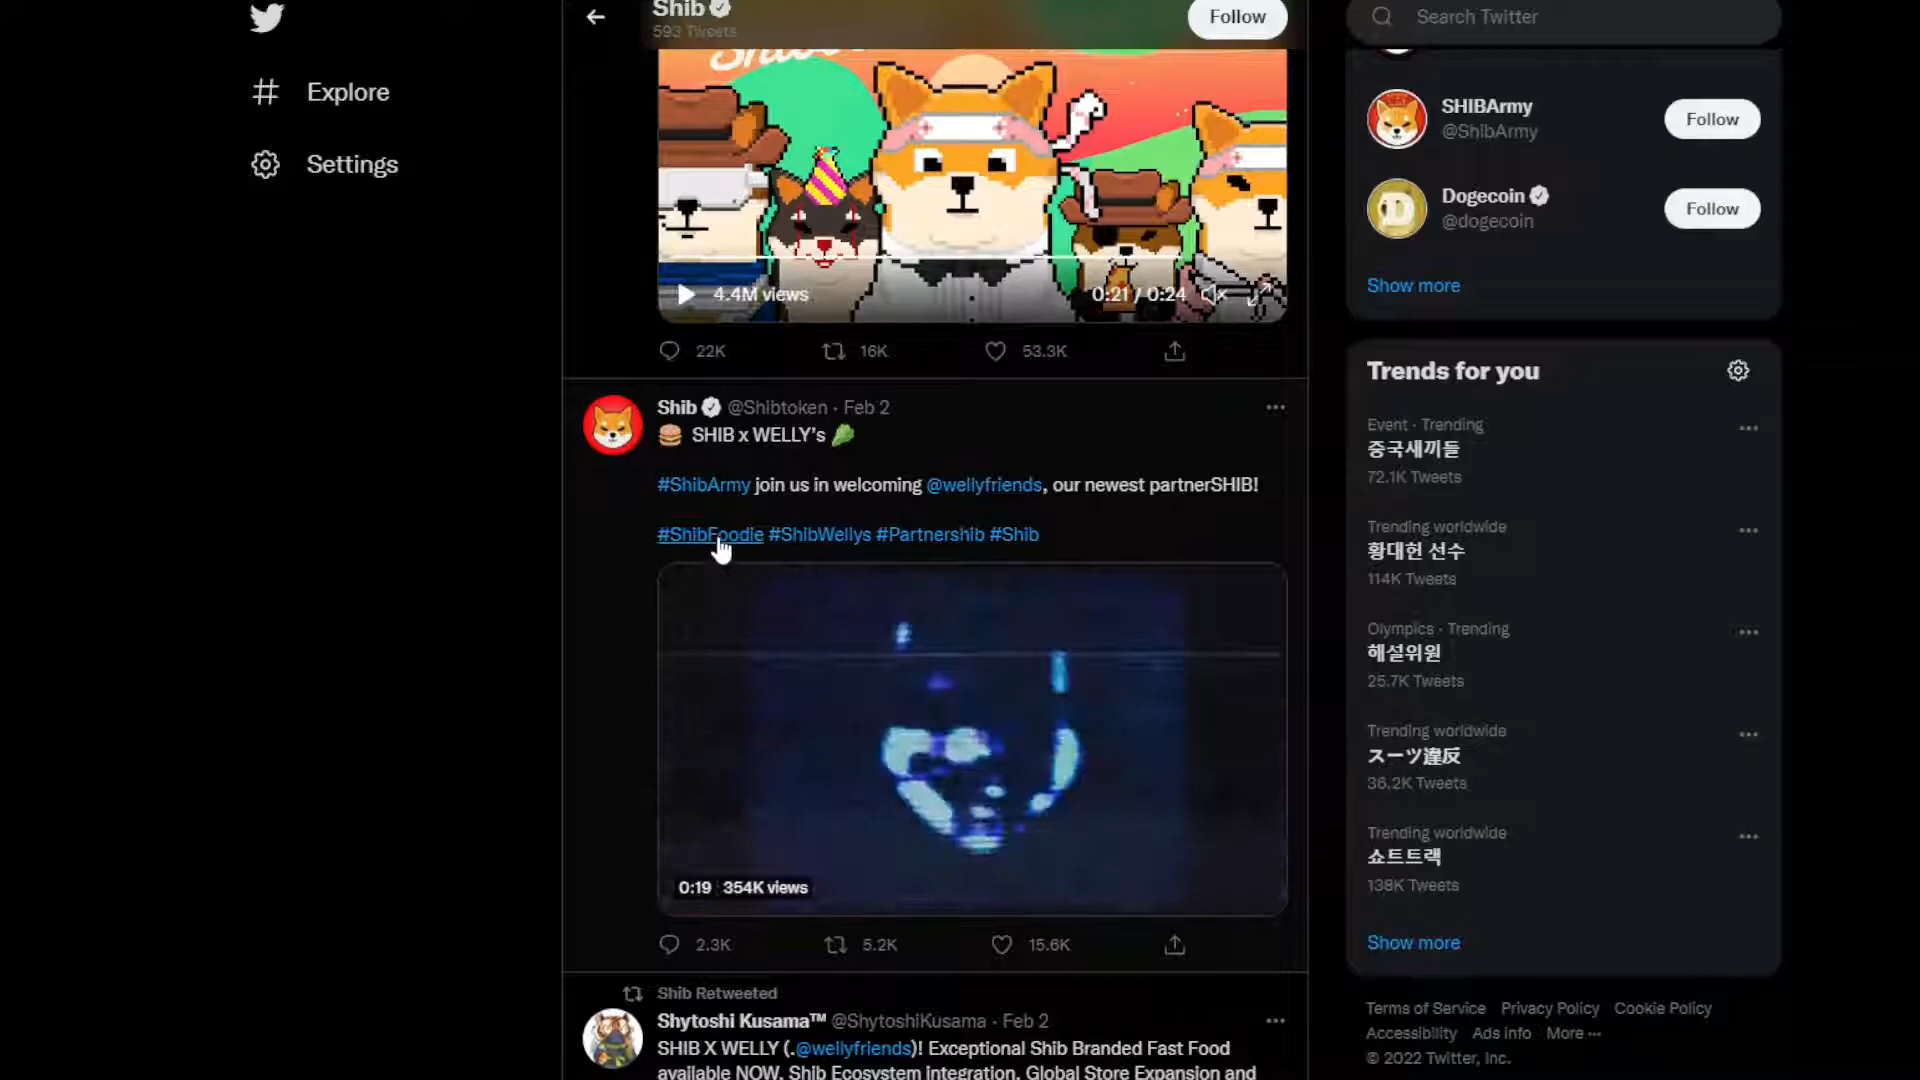 Explore
Settings
Shib
593 Tweets
Follow
4.4M views
0:21 / 0:24
22K
16K
53.3K
Shib @Shibtoken · Feb 2
SHIB x WELLY's
#ShibArmy join us in welcoming @wellyfriends, our newest partnerSHIB!
#ShibFoodie #ShibWellys #Partnershib #Shib
0:19 354K views
2.3K
5.2K
15.6K
Shib Retweeted
Shytoshi Kusama™ @ShytoshiKusama · Feb 2
SHIB X WELLY (.@wellyfriends)! Exceptional Shib Branded Fast Food
available NOW. Shib Ecosystem integration. Global Store Expansion and
Search Twitter
SHIBArmy
@ShibArmy
Follow
Dogecoin
@dogecoin
Follow
Show more
Trends for you
Event · Trending
중국새끼들
72.1K Tweets
Trending worldwide
황대헌 선수
114K Tweets
Olympics · Trending
해설위원
25.7K Tweets
Trending worldwide
スーツ違反
36.2K Tweets
Trending worldwide
쇼트트랙
138K Tweets
Show more
Terms of Service Privacy Policy Cookie Policy
Accessibility Ads info More ···
© 2022 Twitter, Inc.